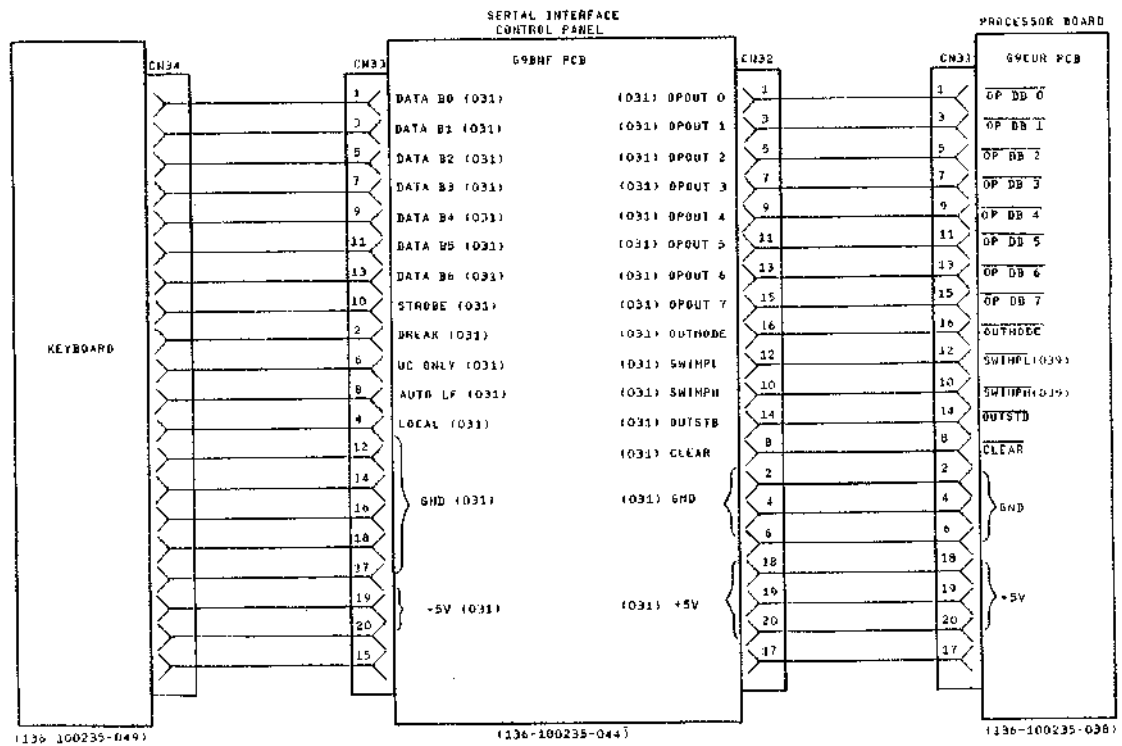 SERIAL INTERFACE
CONTROL PANEL
PROCESSOR BOARD
CN34
CN33
G9BNF PCB
CN32
CN33
G9CUR PCB
1 DATA B0 (031) (031) OPOUT 0 1 1 OP DB 0
3 DATA B1 (031) (031) OPOUT 1 3 3 OP DB 1
5 DATA B2 (031) (031) OPOUT 2 5 5 OP DB 2
7 DATA B3 (031) (031) OPOUT 3 7 7 OP DB 3
9 DATA B4 (031) (031) OPOUT 4 9 9 OP DB 4
11 DATA B5 (031) (031) OPOUT 5 11 11 OP DB 5
13 DATA B6 (031) (031) OPOUT 6 13 13 OP DB 6
10 STROBE (031) (031) OPOUT 7 15 15 OP DB 7
2 BREAK (031) (031) OUTMODE 16 16 OUTMODE
KEYBOARD
6 UC ONLY (031) (031) SWIMPL 12 12 SWIMPL(039)
8 AUTO LF (031) (031) SWIMPH 10 10 SWIMPH(039)
4 LOCAL (031) (031) OUTSTB 14 14 OUTSTB
12 (031) CLEAR 8 8 CLEAR
14 2 2
16 GND (031) (031) GND 4 4 GND
18 6 6
17 18 18
19 -5V (031) (031) +5V 19 19 +5V
20 20 20
15 17 17
(136-100235-049)
(136-100235-044)
(136-100235-038)